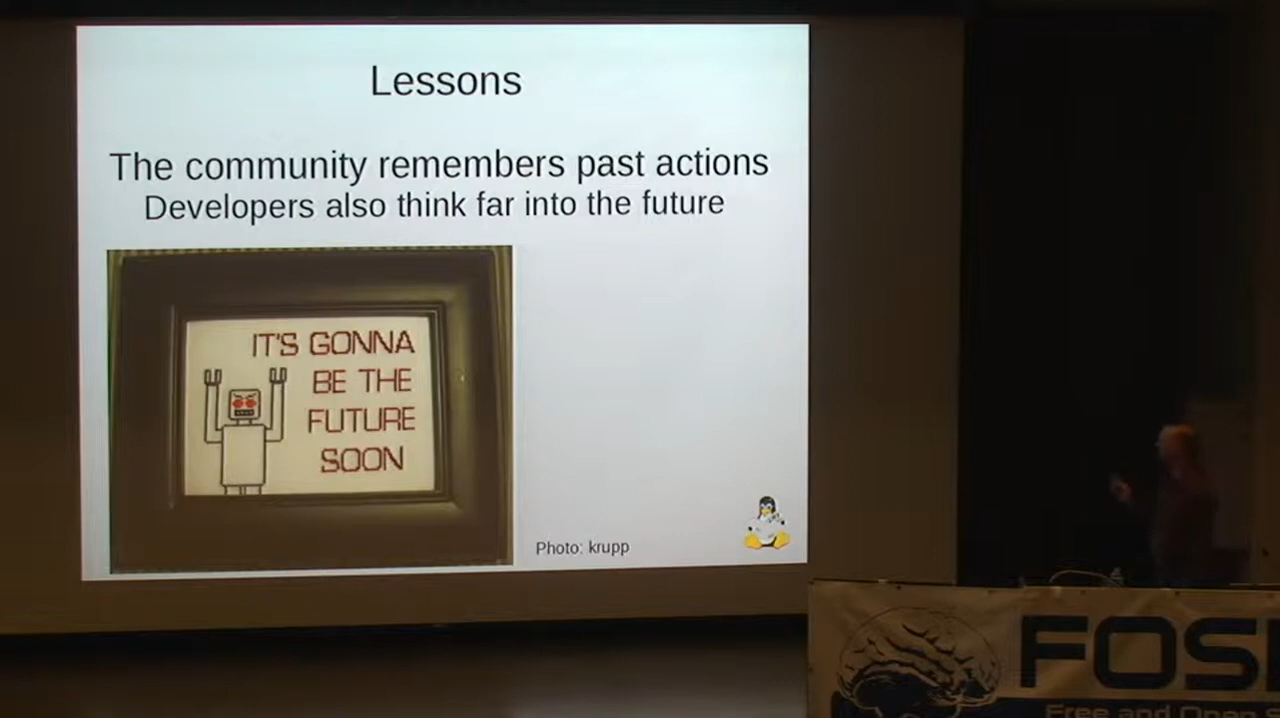 Lessons
The community remembers past actions
Developers also think far into the future
IT'S GONNA
BE THE
FUTURE
SOON
Photo: krupp
FOS
Free and Open S